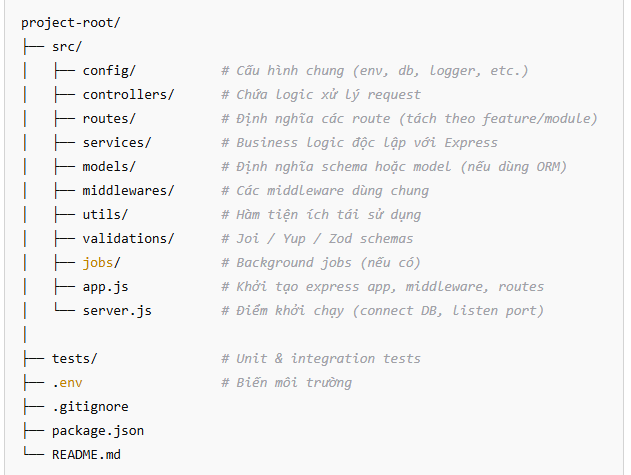 project-root/
├── src/
│   ├── config/           # Cấu hình chung (env, db, logger, etc.)
│   ├── controllers/      # Chứa Logic xử lý request
│   ├── routes/           # Định nghĩa các route (tách theo feature/module)
│   ├── services/         # Business logic độc lập với Express
│   ├── models/           # Định nghĩa schema hoặc model (nếu dùng ORM)
│   ├── middlewares/      # Các middleware dùng chung
│   ├── utils/            # Hàm tiện ích tái sử dụng
│   ├── validations/      # Joi / Yup / Zod schemas
│   ├── jobs/             # Background jobs (nếu có)
│   ├── app.js            # Khởi tạo express app, middleware, routes
│   └── server.js         # Điểm khởi chạy (connect DB, listen port)
│
├── tests/                # Unit & integration tests
├── .env                  # Biến môi trường
├── .gitignore
├── package.json
└── README.md